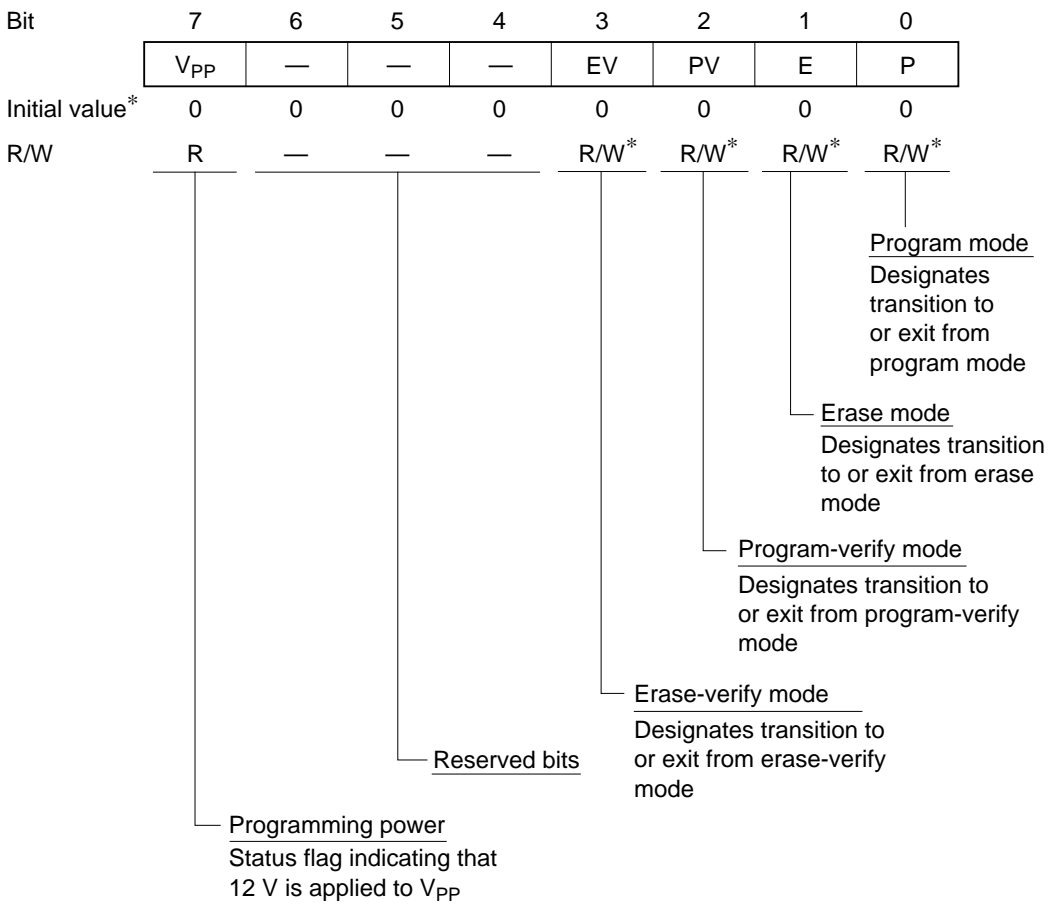 Bit 7 6 5 4 3 2 1 0
VPP — — — EV PV E P
Initial value* 0 0 0 0 0 0 0 0
R/W R — — — R/W* R/W* R/W* R/W*
Program mode
Designates
transition to
or exit from
program mode
Erase mode
Designates transition
to or exit from erase
mode
Program-verify mode
Designates transition to
or exit from program-verify
mode
Erase-verify mode
Designates transition to
or exit from erase-verify
mode
Reserved bits
Programming power
Status flag indicating that
12 V is applied to VPP